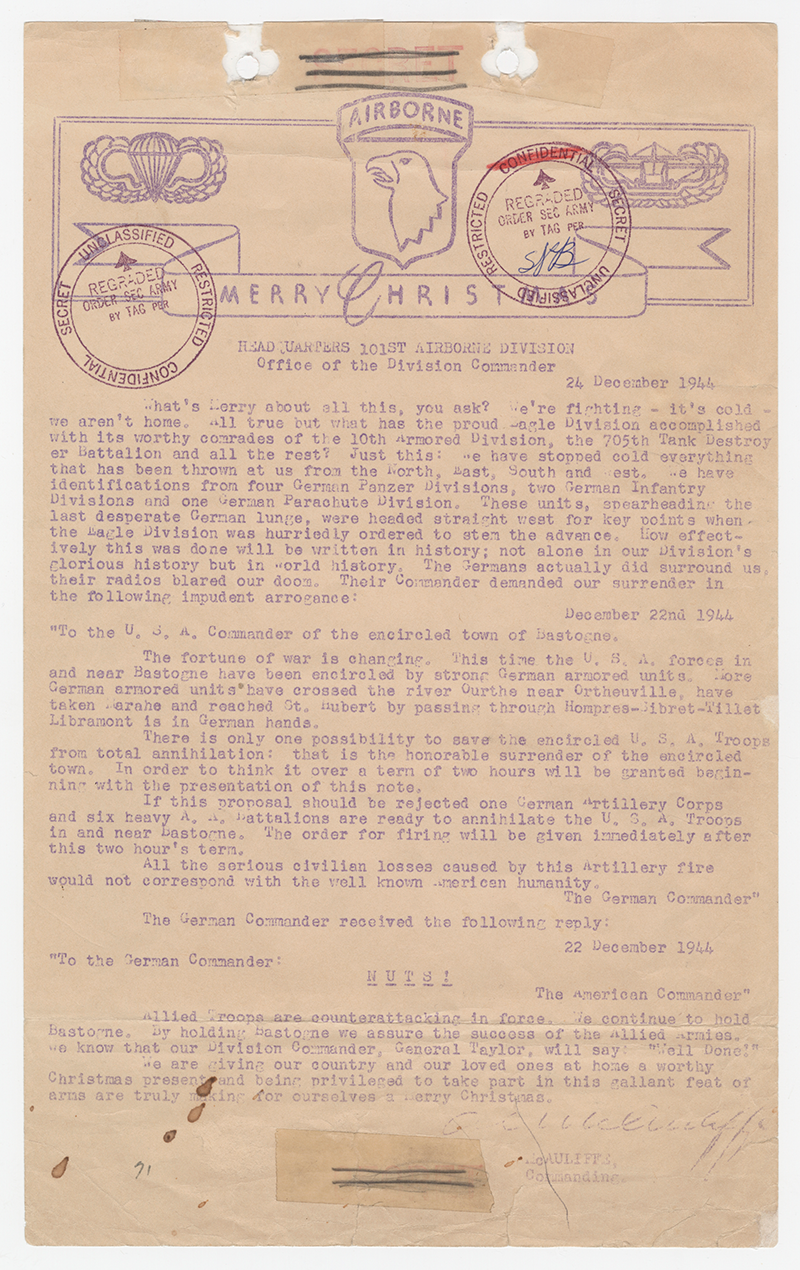 AIRBORNE
CONFIDENTIAL
SECRET
UNCLASSIFIED
RESTRICTED
REGRADED
ORDER SEC ARMY
BY TAG PER
UNCLASSIFIED
RESTRICTED
CONFIDENTIAL
SECRET
REGRADED
ORDER SEC ARMY
BY TAG PER
MERRY CHRIST S
HEADQUARTERS 101ST AIRBORNE DIVISION
Office of the Division Commander
24 December 1944
What's Merry about all this, you ask? We're fighting - it's cold -
we aren't home. All true but what has the proud Eagle Division accomplished
with its worthy comrades of the 10th Armored Division, the 705th Tank Destroy
er Battalion and all the rest? Just this: We have stopped cold everything
that has been thrown at us from the North, East, South and West. We have
identifications from four German Panzer Divisions, two German Infantry
Divisions and one German Parachute Division. These units, spearheading the
last desperate German lunge, were headed straight west for key points when
the Eagle Division was hurriedly ordered to stem the advance. How effect-
ively this was done will be written in history; not alone in our Division's
glorious history but in World history. The Germans actually did surround us,
their radios blared our doom. Their Commander demanded our surrender in
the following impudent arrogance:
December 22nd 1944
"To the U. S. A. Commander of the encircled town of Bastogne.
The fortune of war is changing. This time the U. S. A. forces in
and near Bastogne have been encircled by strong German armored units. More
German armored units have crossed the river Ourthe near Ortheuville, have
taken Marahe and reached St. Hubert by passing through Hompres-Sibret-Tillet
Libramont is in German hands.
There is only one possibility to save the encircled U. S. A. Troops
from total annihilation: that is the honorable surrender of the encircled
town. In order to think it over a term of two hours will be granted begin-
ning with the presentation of this note.
If this proposal should be rejected one German Artillery Corps
and six heavy A. A. Battalions are ready to annihilate the U. S. A. Troops
in and near Bastogne. The order for firing will be given immediately after
this two hour's term.
All the serious civilian losses caused by this Artillery fire
would not correspond with the well known American humanity.
The German Commander"
The German Commander received the following reply:
22 December 1944
"To the German Commander:
N U T S !
The American Commander"
Allied Troops are counterattacking in force. We continue to hold
Bastogne. By holding Bastogne we assure the success of the Allied Armies.
We know that our Division Commander, General Taylor, will say: "Well Done!"
We are giving our country and our loved ones at home a worthy
Christmas present and being privileged to take part in this gallant feat of
arms are truly making for ourselves a Merry Christmas.
McAULIFFE,
Commanding.